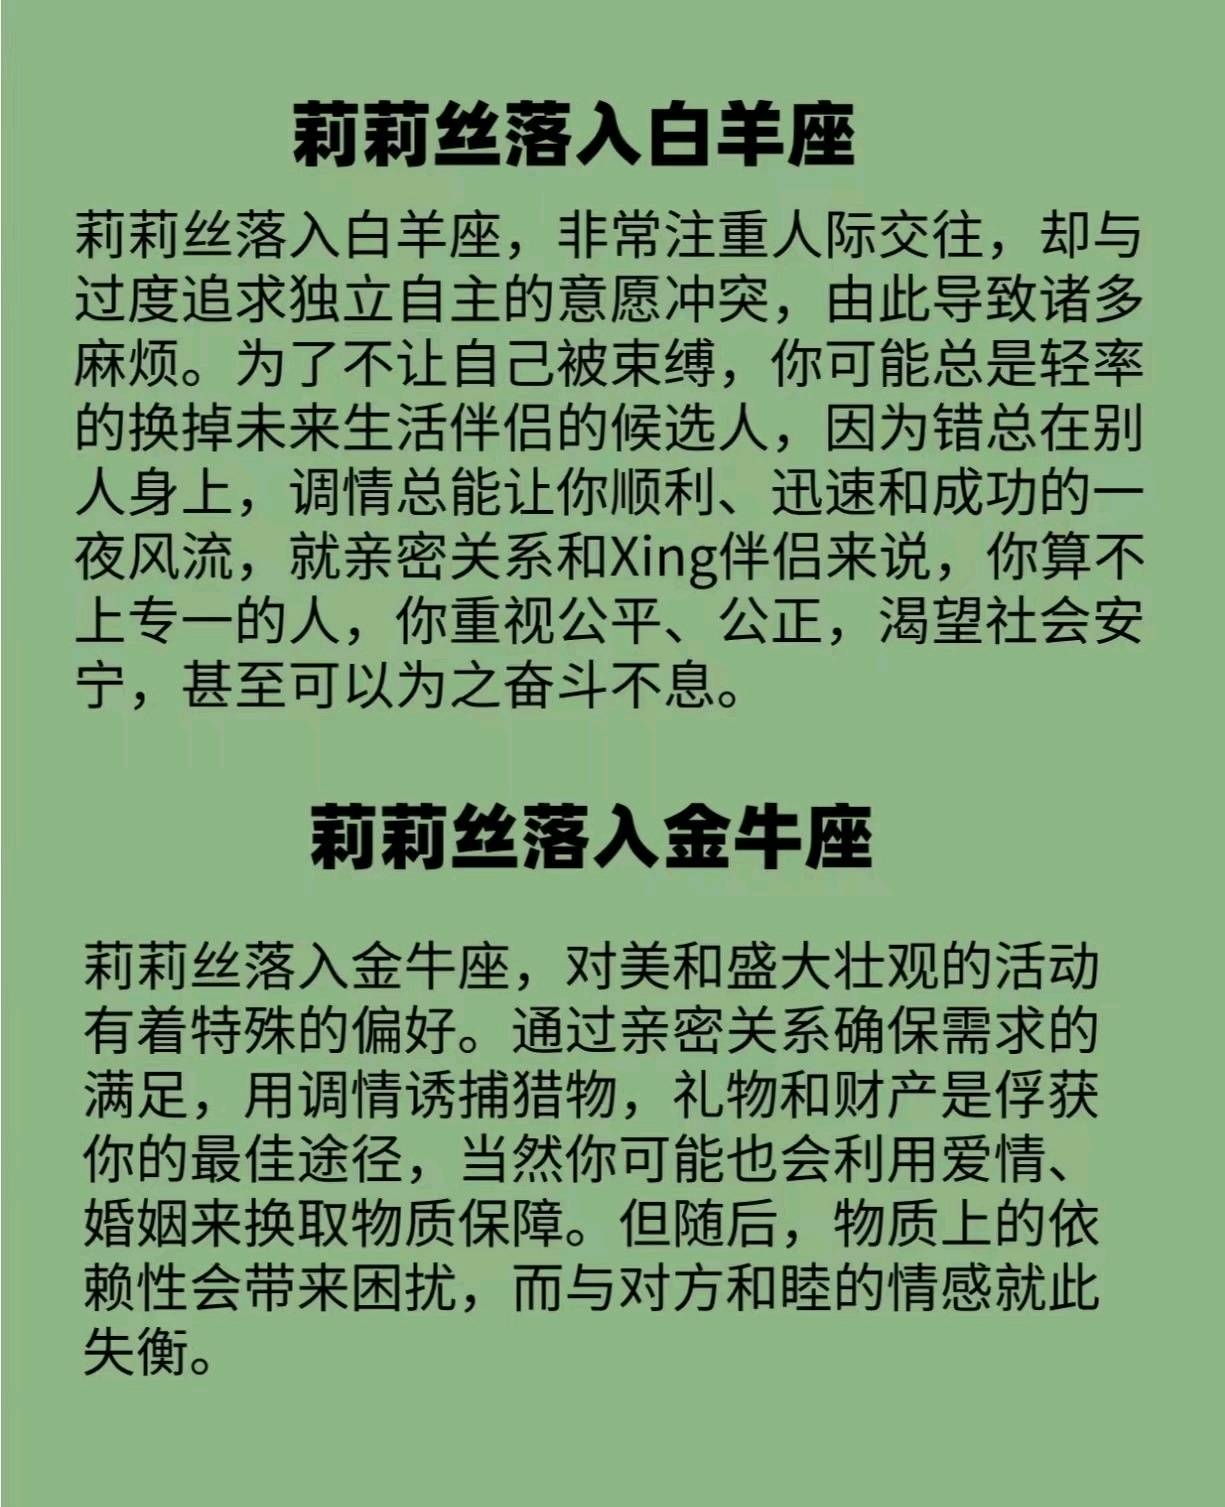 莉莉丝落入白羊座
莉莉丝落入白羊座，非常注重人际交往，却与
过度追求独立自主的意愿冲突，由此导致诸多
麻烦。为了不让自己被束缚，你可能总是轻率
的换掉未来生活伴侣的候选人，因为错总在别
人身上，调情总能让你顺利、迅速和成功的一
夜风流，就亲密关系和Xing伴侣来说，你算不
上专一的人，你重视公平、公正，渴望社会安
宁，甚至可以为之奋斗不息。
莉莉丝落入金牛座
莉莉丝落入金牛座，对美和盛大壮观的活动
有着特殊的偏好。通过亲密关系确保需求的
满足，用调情诱捕猎物，礼物和财产是俘获
你的最佳途径，当然你可能也会利用爱情、
婚姻来换取物质保障。但随后，物质上的依
赖性会带来困扰，而与对方和睦的情感就此
失衡。